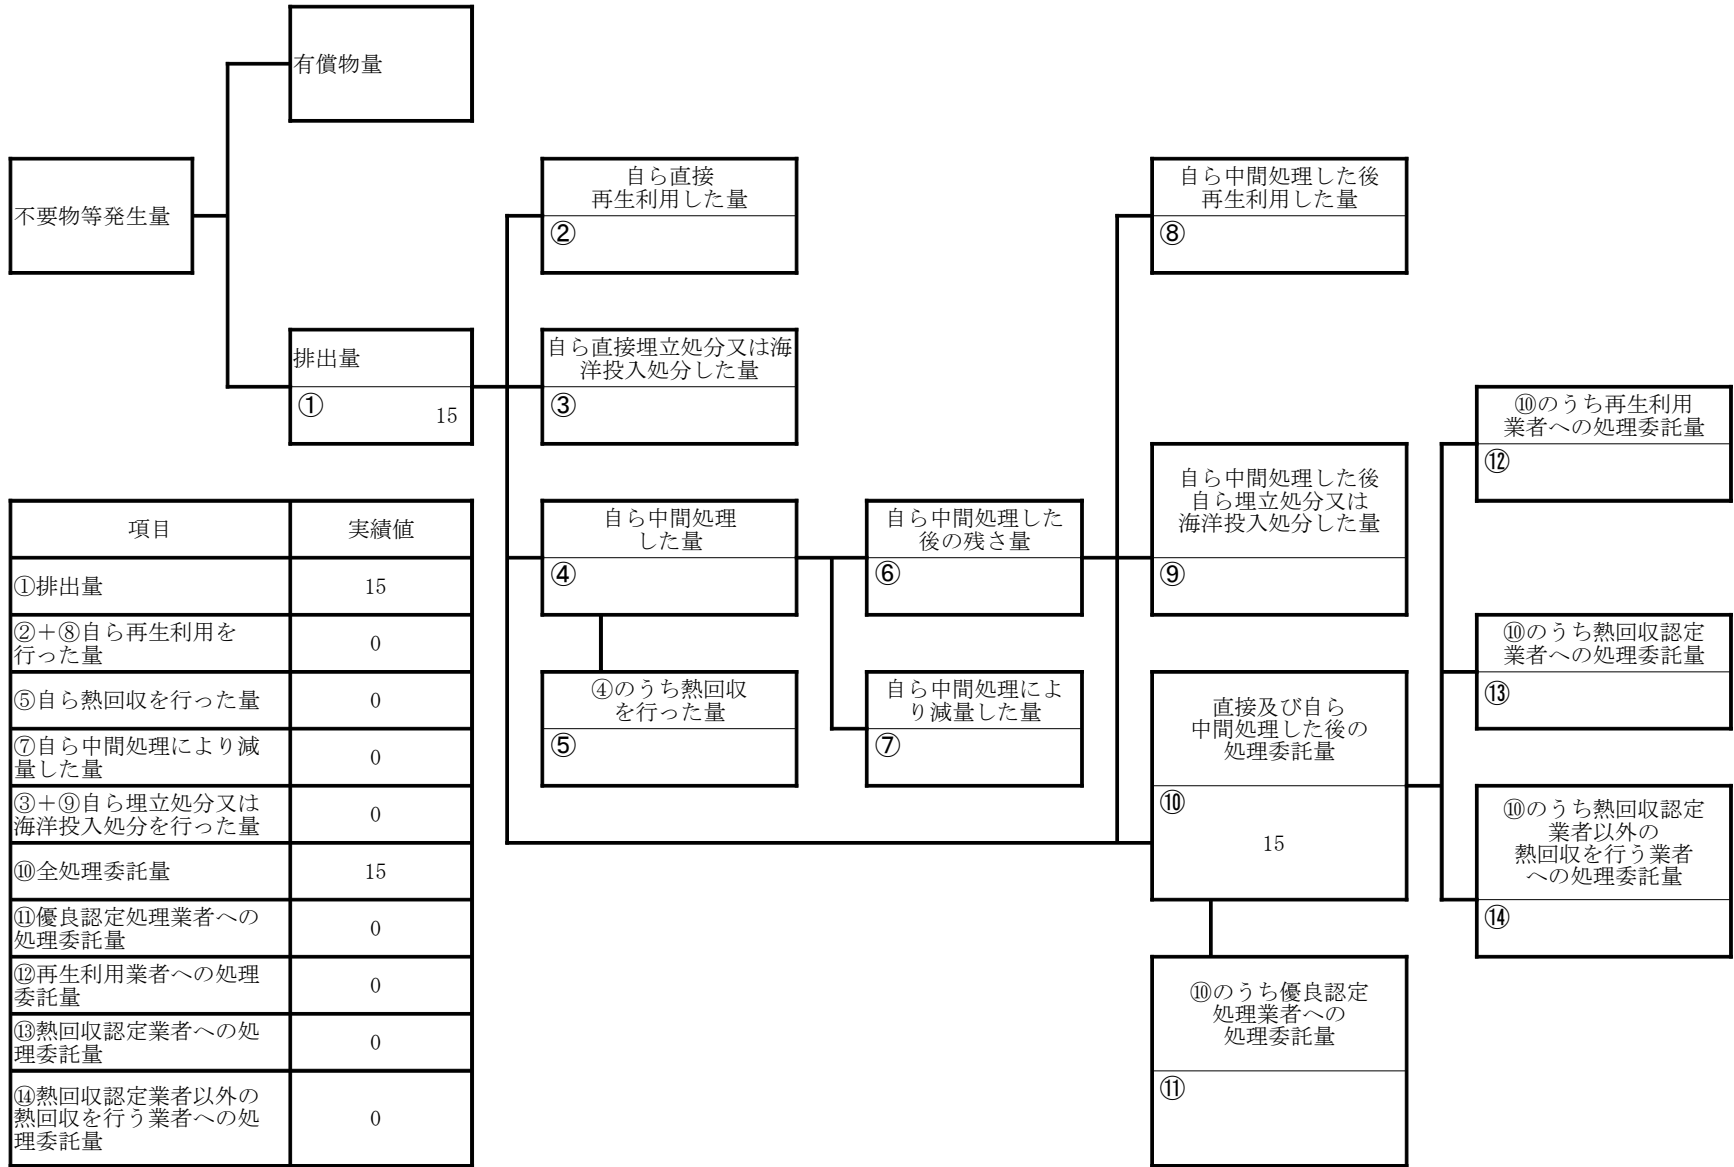 有償物量
不要物等発生量
排出量
①
15
自ら直接
再生利用した量
②
自ら直接埋立処分又は海
洋投入処分した量
③
自ら中間処理
した量
④
④のうち熱回収
を行った量
⑤
自ら中間処理した
後の残さ量
⑥
自ら中間処理によ
り減量した量
⑦
自ら中間処理した後
再生利用した量
⑧
自ら中間処理した後
自ら埋立処分又は
海洋投入処分した量
⑨
直接及び自ら
中間処理した後の
処理委託量
⑩
15
⑩のうち優良認定
処理業者への
処理委託量
⑪
⑩のうち再生利用
業者への処理委託量
⑫
⑩のうち熱回収認定
業者への処理委託量
⑬
⑩のうち熱回収認定
業者以外の
熱回収を行う業者
への処理委託量
⑭
項目 実績値
①排出量 15
②＋⑧自ら再生利用を
行った量 0
⑤自ら熱回収を行った量 0
⑦自ら中間処理により減
量した量 0
③＋⑨自ら埋立処分又は
海洋投入処分を行った量 0
⑩全処理委託量 15
⑪優良認定処理業者への
処理委託量 0
⑫再生利用業者への処理
委託量 0
⑬熱回収認定業者への処
理委託量 0
⑭熱回収認定業者以外の
熱回収を行う業者への処
理委託量 0